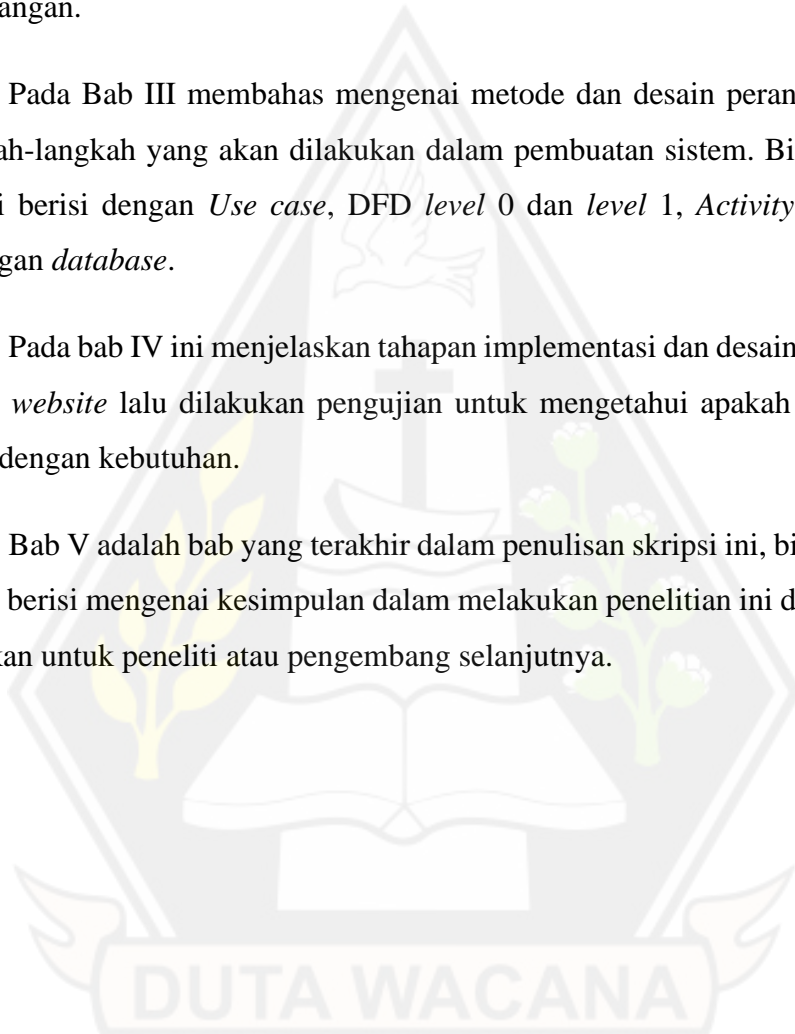 angan.
Pada Bab III membahas mengenai metode dan desain peran
ah-langkah yang akan dilakukan dalam pembuatan sistem. Bi
i berisi dengan Use case, DFD level 0 dan level 1, Activity
gan database.
Pada bab IV ini menjelaskan tahapan implementasi dan desain
website lalu dilakukan pengujian untuk mengetahui apakah
dengan kebutuhan.
Bab V adalah bab yang terakhir dalam penulisan skripsi ini, bi
berisi mengenai kesimpulan dalam melakukan penelitian ini d
kan untuk peneliti atau pengembang selanjutnya.
DUTA WACANA